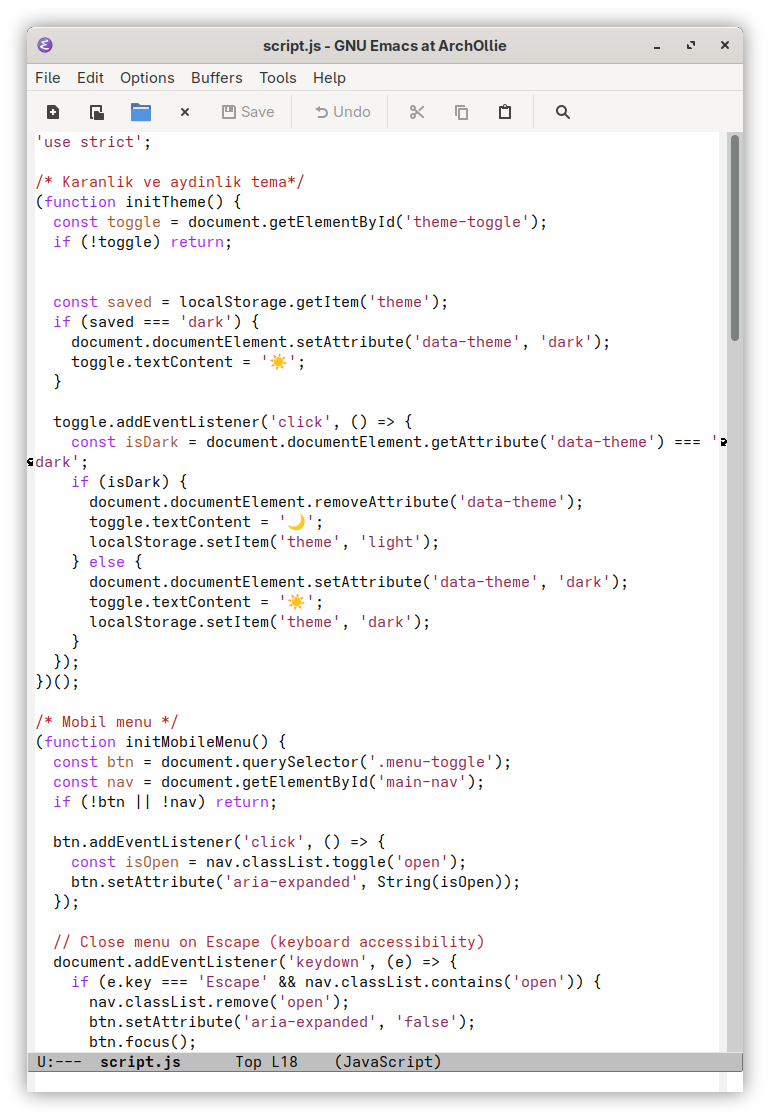 script.js - GNU Emacs at ArchOllie
File Edit Options Buffers Tools Help
Save Undo
'use strict';

/* Karanlik ve aydinlik tema*/
(function initTheme() {
  const toggle = document.getElementById('theme-toggle');
  if (!toggle) return;


  const saved = localStorage.getItem('theme');
  if (saved === 'dark') {
    document.documentElement.setAttribute('data-theme', 'dark');
    toggle.textContent = '☀️';
  }

  toggle.addEventListener('click', () => {
    const isDark = document.documentElement.getAttribute('data-theme') === '
dark';
    if (isDark) {
      document.documentElement.removeAttribute('data-theme');
      toggle.textContent = '🌙';
      localStorage.setItem('theme', 'light');
    } else {
      document.documentElement.setAttribute('data-theme', 'dark');
      toggle.textContent = '☀️';
      localStorage.setItem('theme', 'dark');
    }
  });
})();

/* Mobil menu */
(function initMobileMenu() {
  const btn = document.querySelector('.menu-toggle');
  const nav = document.getElementById('main-nav');
  if (!btn || !nav) return;

  btn.addEventListener('click', () => {
    const isOpen = nav.classList.toggle('open');
    btn.setAttribute('aria-expanded', String(isOpen));
  });

  // Close menu on Escape (keyboard accessibility)
  document.addEventListener('keydown', (e) => {
    if (e.key === 'Escape' && nav.classList.contains('open')) {
      nav.classList.remove('open');
      btn.setAttribute('aria-expanded', 'false');
      btn.focus();
U:---  script.js      Top L18    (JavaScript)